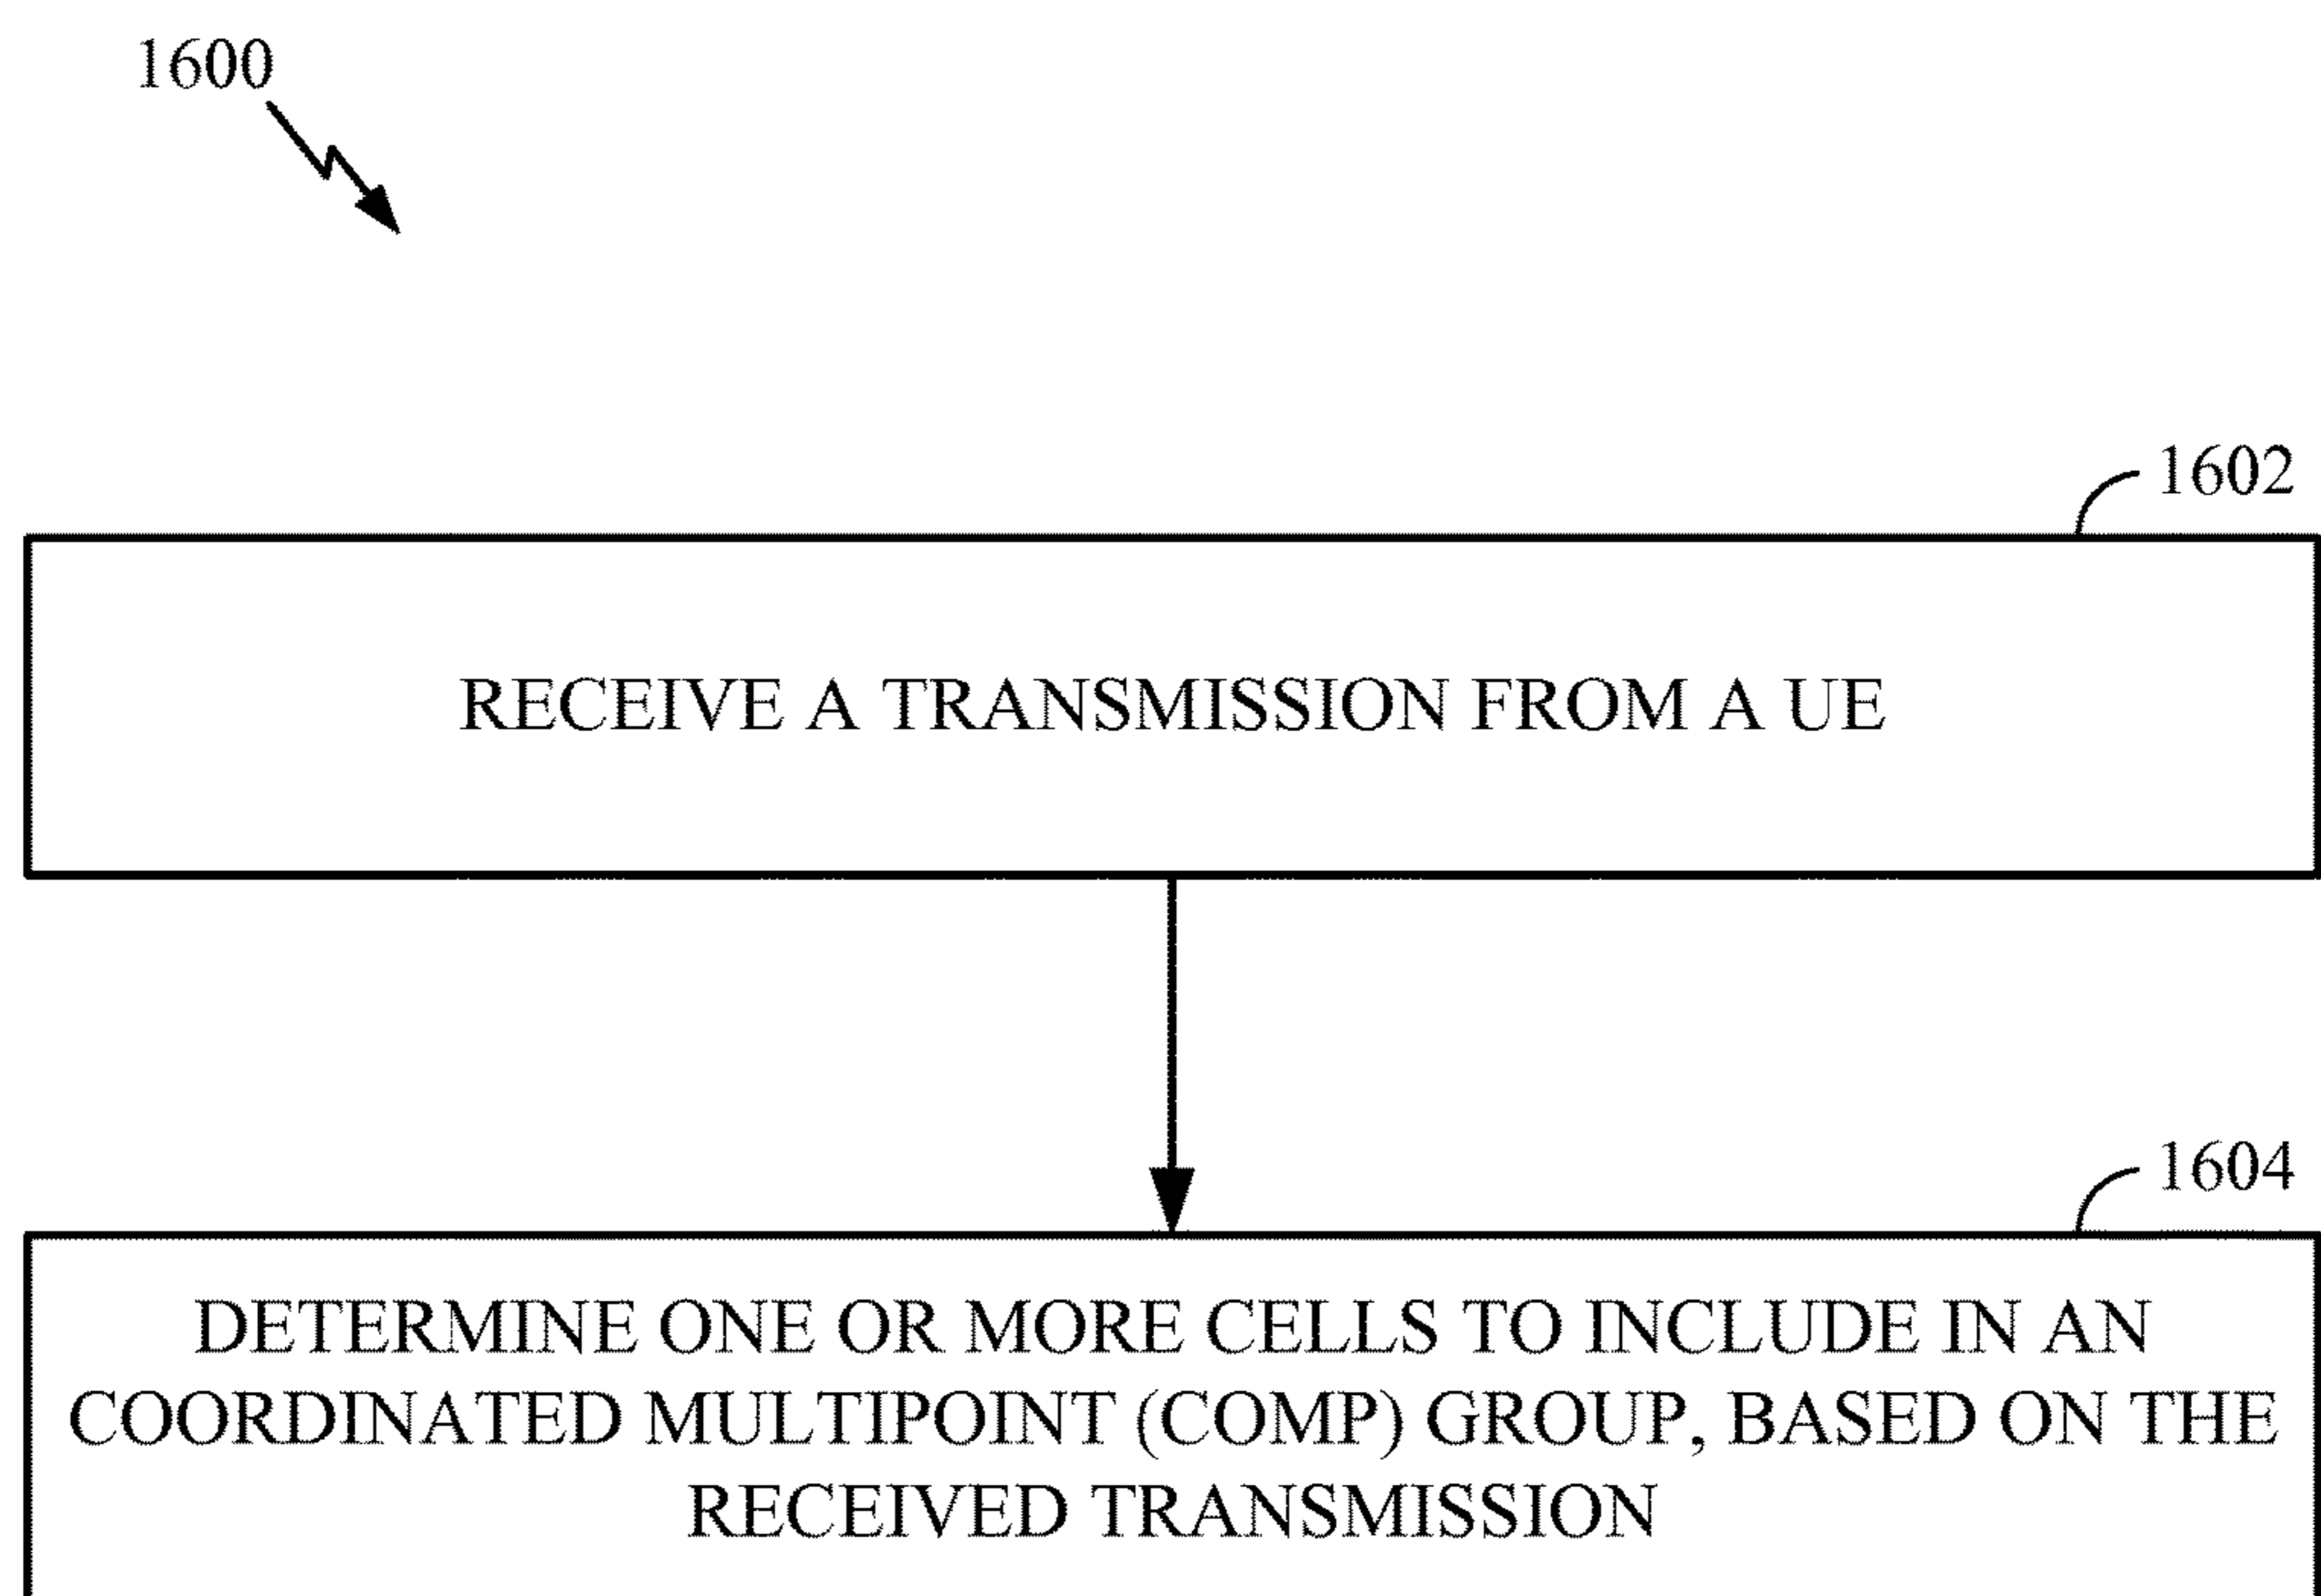 1600
1602
RECEIVE A TRANSMISSION FROM A UE
1604
DETERMINE ONE OR MORE CELLS TO INCLUDE IN AN
COORDINATED MULTIPOINT (COMP) GROUP, BASED ON THE
RECEIVED TRANSMISSION